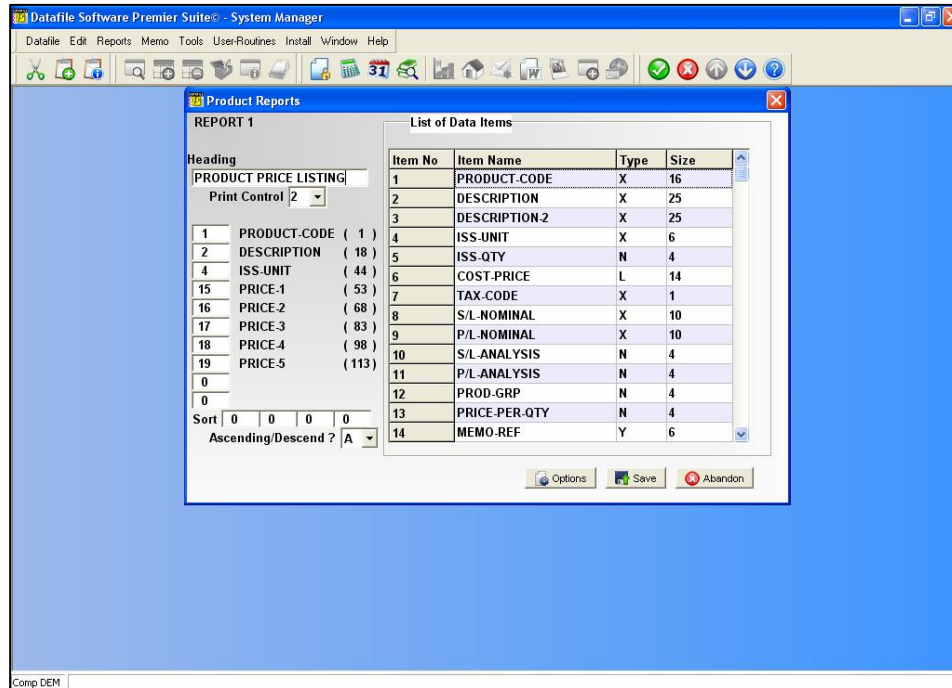 Datafile Software Premier Suite© - System Manager
Datafile Edit Reports Memo Tools User-Routines Install Window Help
31
Product Reports
REPORT 1
List of Data Items
Heading
PRODUCT PRICE LISTING
Print Control 2
1 PRODUCT-CODE ( 1 )
2 DESCRIPTION ( 18 )
4 ISS-UNIT ( 44 )
15 PRICE-1 ( 53 )
16 PRICE-2 ( 68 )
17 PRICE-3 ( 83 )
18 PRICE-4 ( 98 )
19 PRICE-5 ( 113 )
0
0
Sort 0 0 0 0
Ascending/Descend ? A
Item No Item Name Type Size
1 PRODUCT-CODE X 16
2 DESCRIPTION X 25
3 DESCRIPTION-2 X 25
4 ISS-UNIT X 6
5 ISS-QTY N 4
6 COST-PRICE L 14
7 TAX-CODE X 1
8 S/L-NOMINAL X 10
9 P/L-NOMINAL X 10
10 S/L-ANALYSIS N 4
11 P/L-ANALYSIS N 4
12 PROD-GRP N 4
13 PRICE-PER-QTY N 4
14 MEMO-REF Y 6
Options Save Abandon
Comp DEM